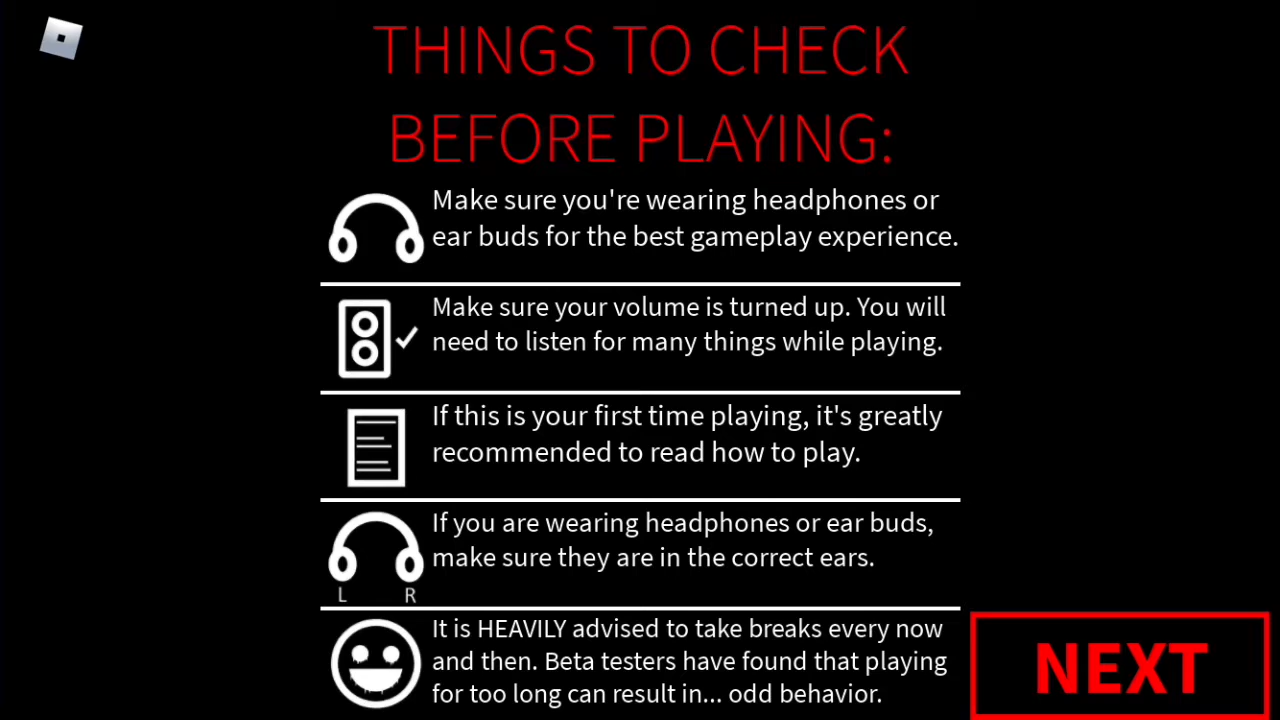 THINGS TO CHECK
BEFORE PLAYING:
Make sure you're wearing headphones or
ear buds for the best gameplay experience.
Make sure your volume is turned up. You will
need to listen for many things while playing.
If this is your first time playing, it's greatly
recommended to read how to play.
If you are wearing headphones or ear buds,
make sure they are in the correct ears.
L R
It is HEAVILY advised to take breaks every now
and then. Beta testers have found that playing
for too long can result in... odd behavior.
NEXT